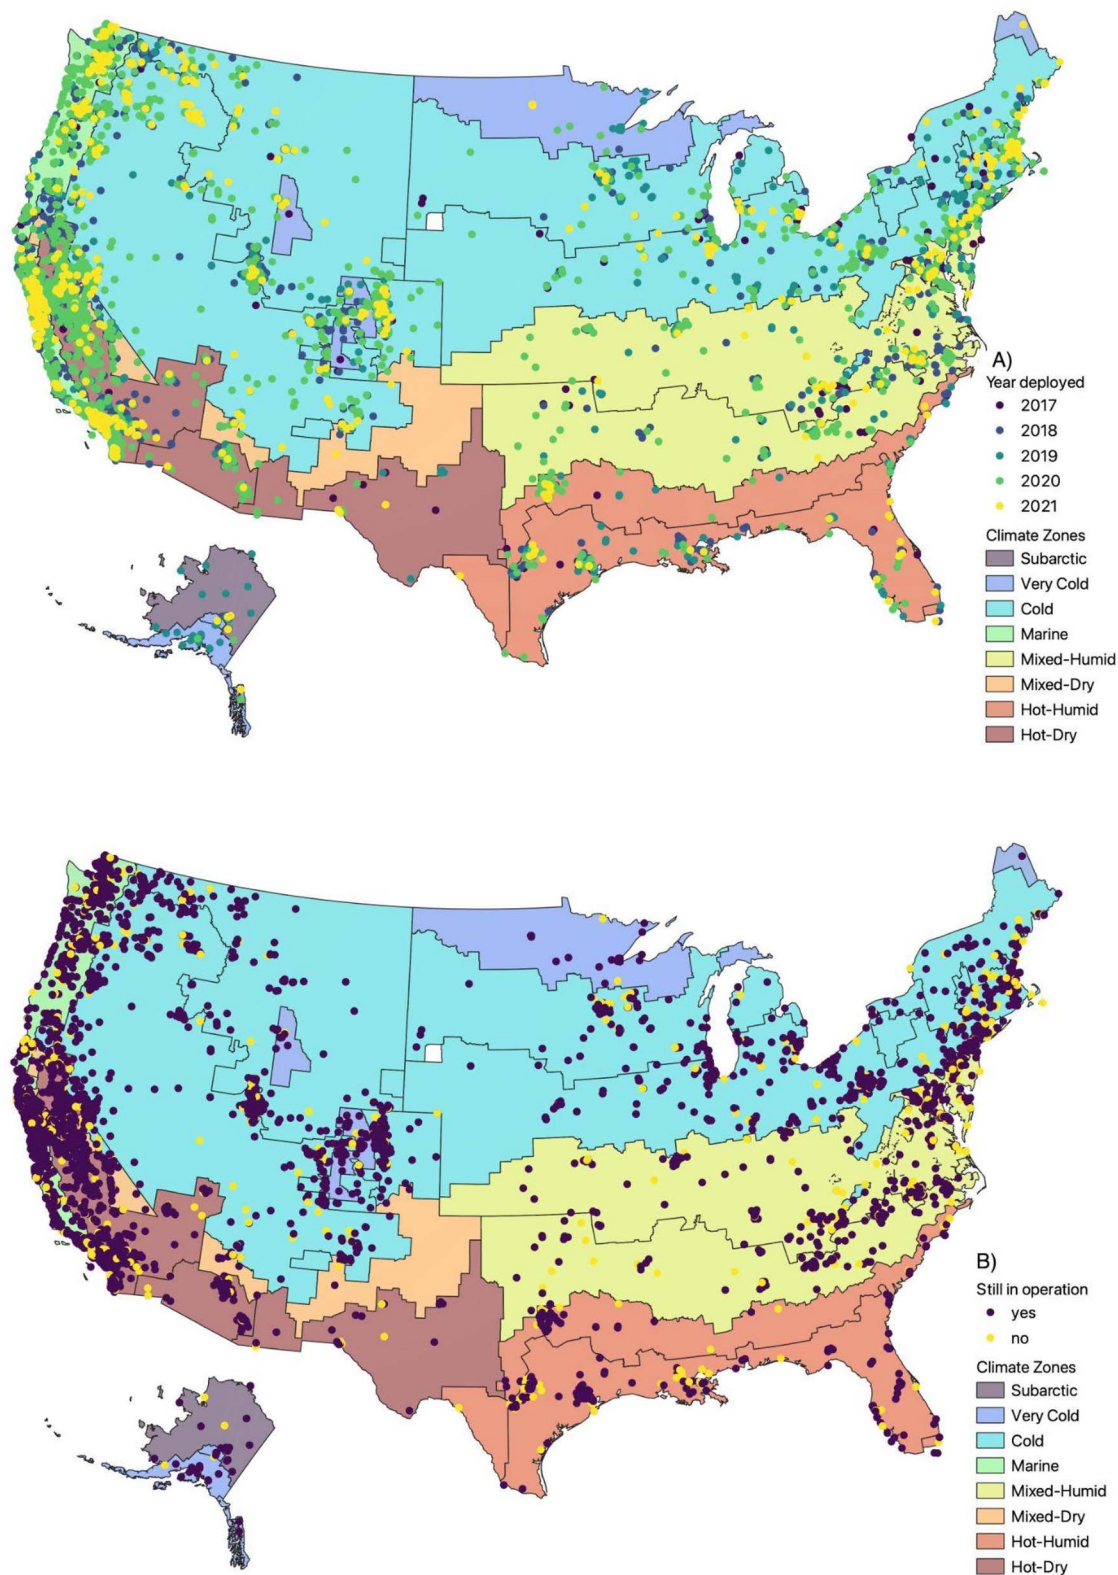 A)
Year deployed
2017
2018
2019
2020
2021
Climate Zones
Subarctic
Very Cold
Cold
Marine
Mixed-Humid
Mixed-Dry
Hot-Humid
Hot-Dry
B)
Still in operation
yes
no
Climate Zones
Subarctic
Very Cold
Cold
Marine
Mixed-Humid
Mixed-Dry
Hot-Humid
Hot-Dry